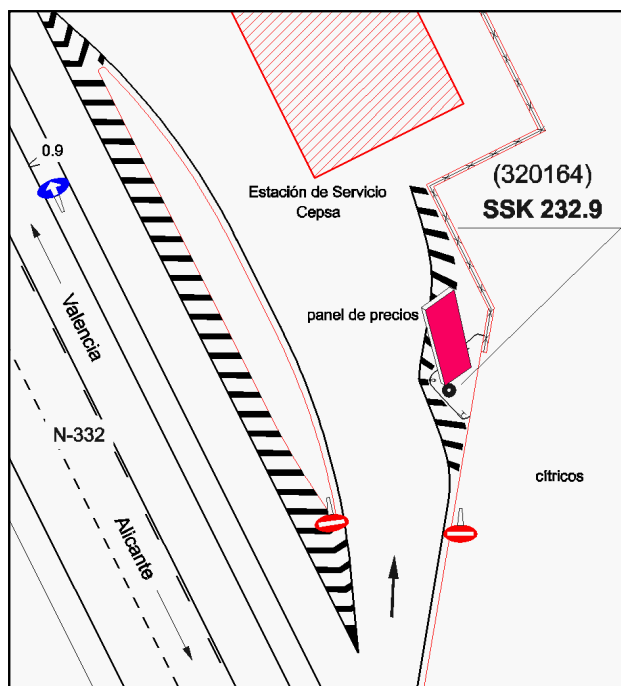 0.9
(320164)
SSK 232.9
Estación de Servicio
Cepsa
Valencia
panel de precios
N-332
cítricos
Alicante